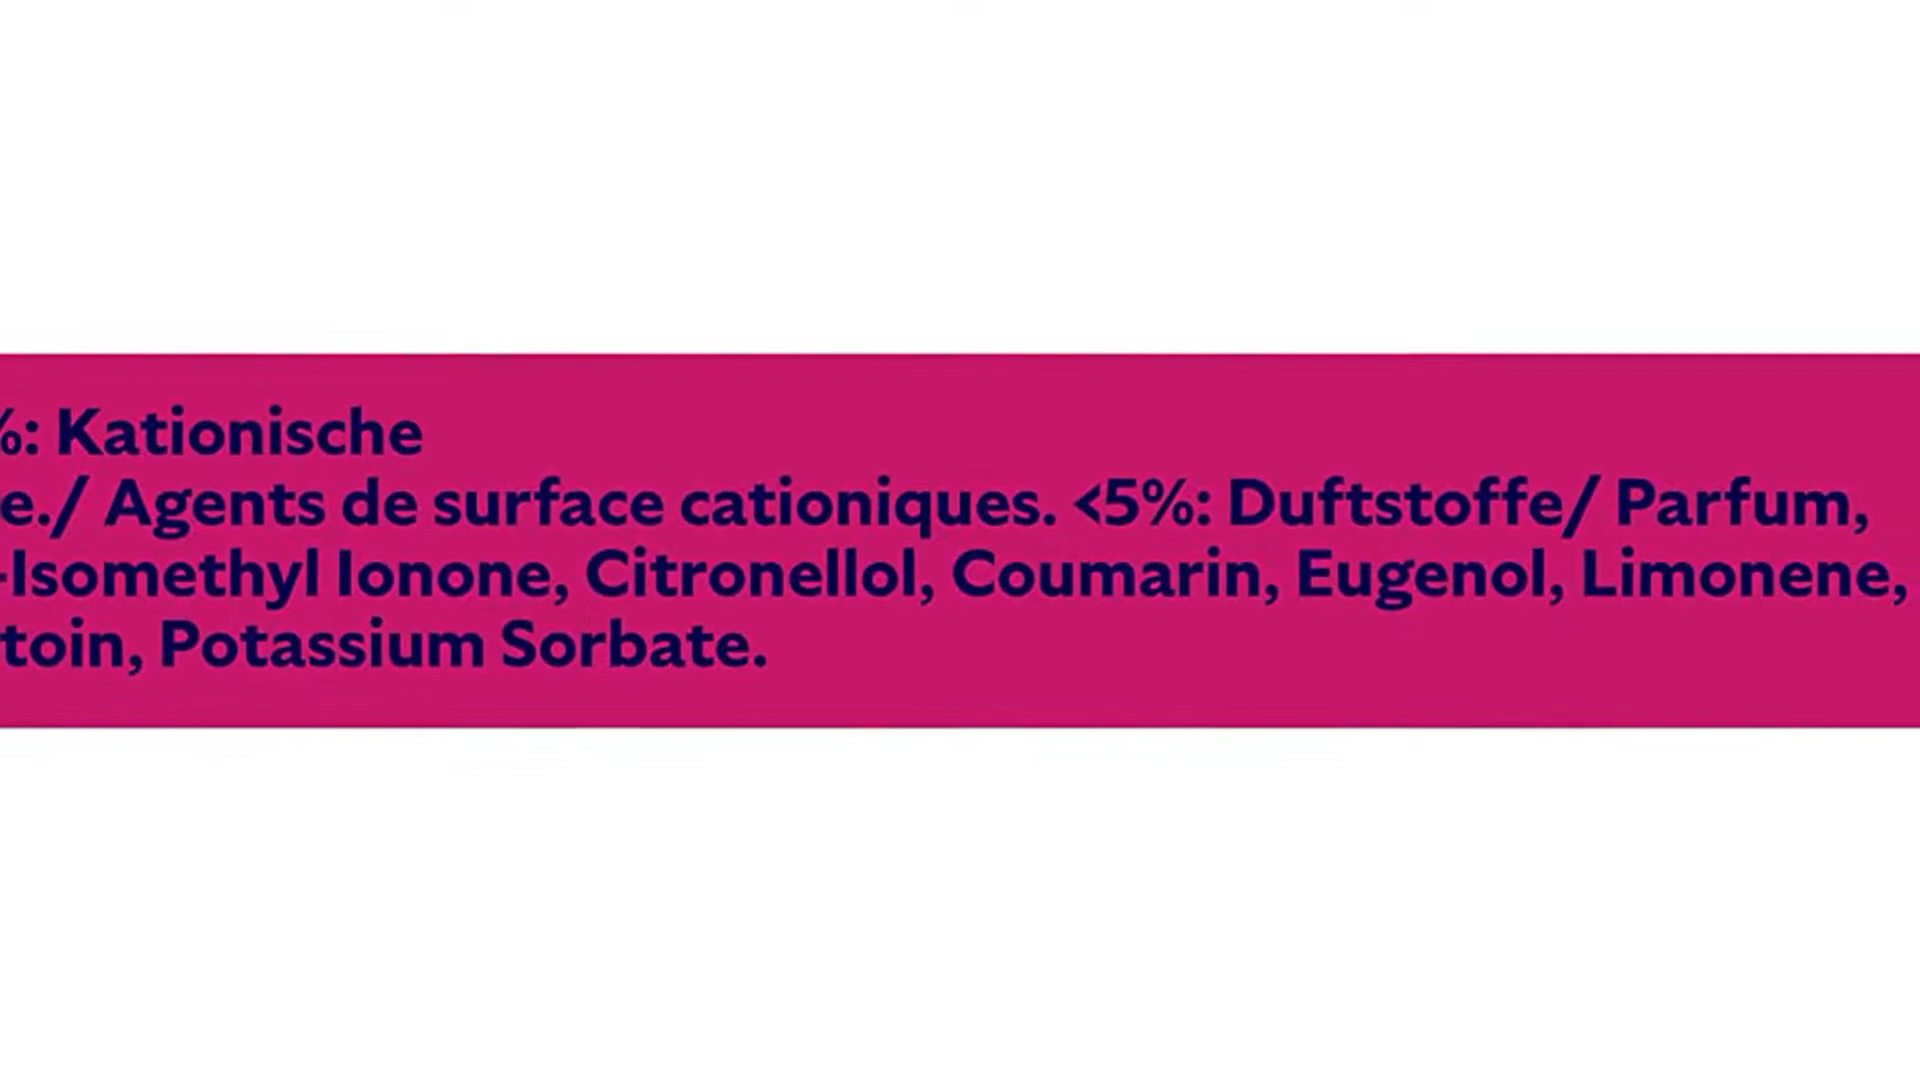 %: Kationische
e./ Agents de surface cationiques. <5%: Duftstoffe/ Parfum,
-Isomethyl Ionone, Citronellol, Coumarin, Eugenol, Limonene,
toin, Potassium Sorbate.